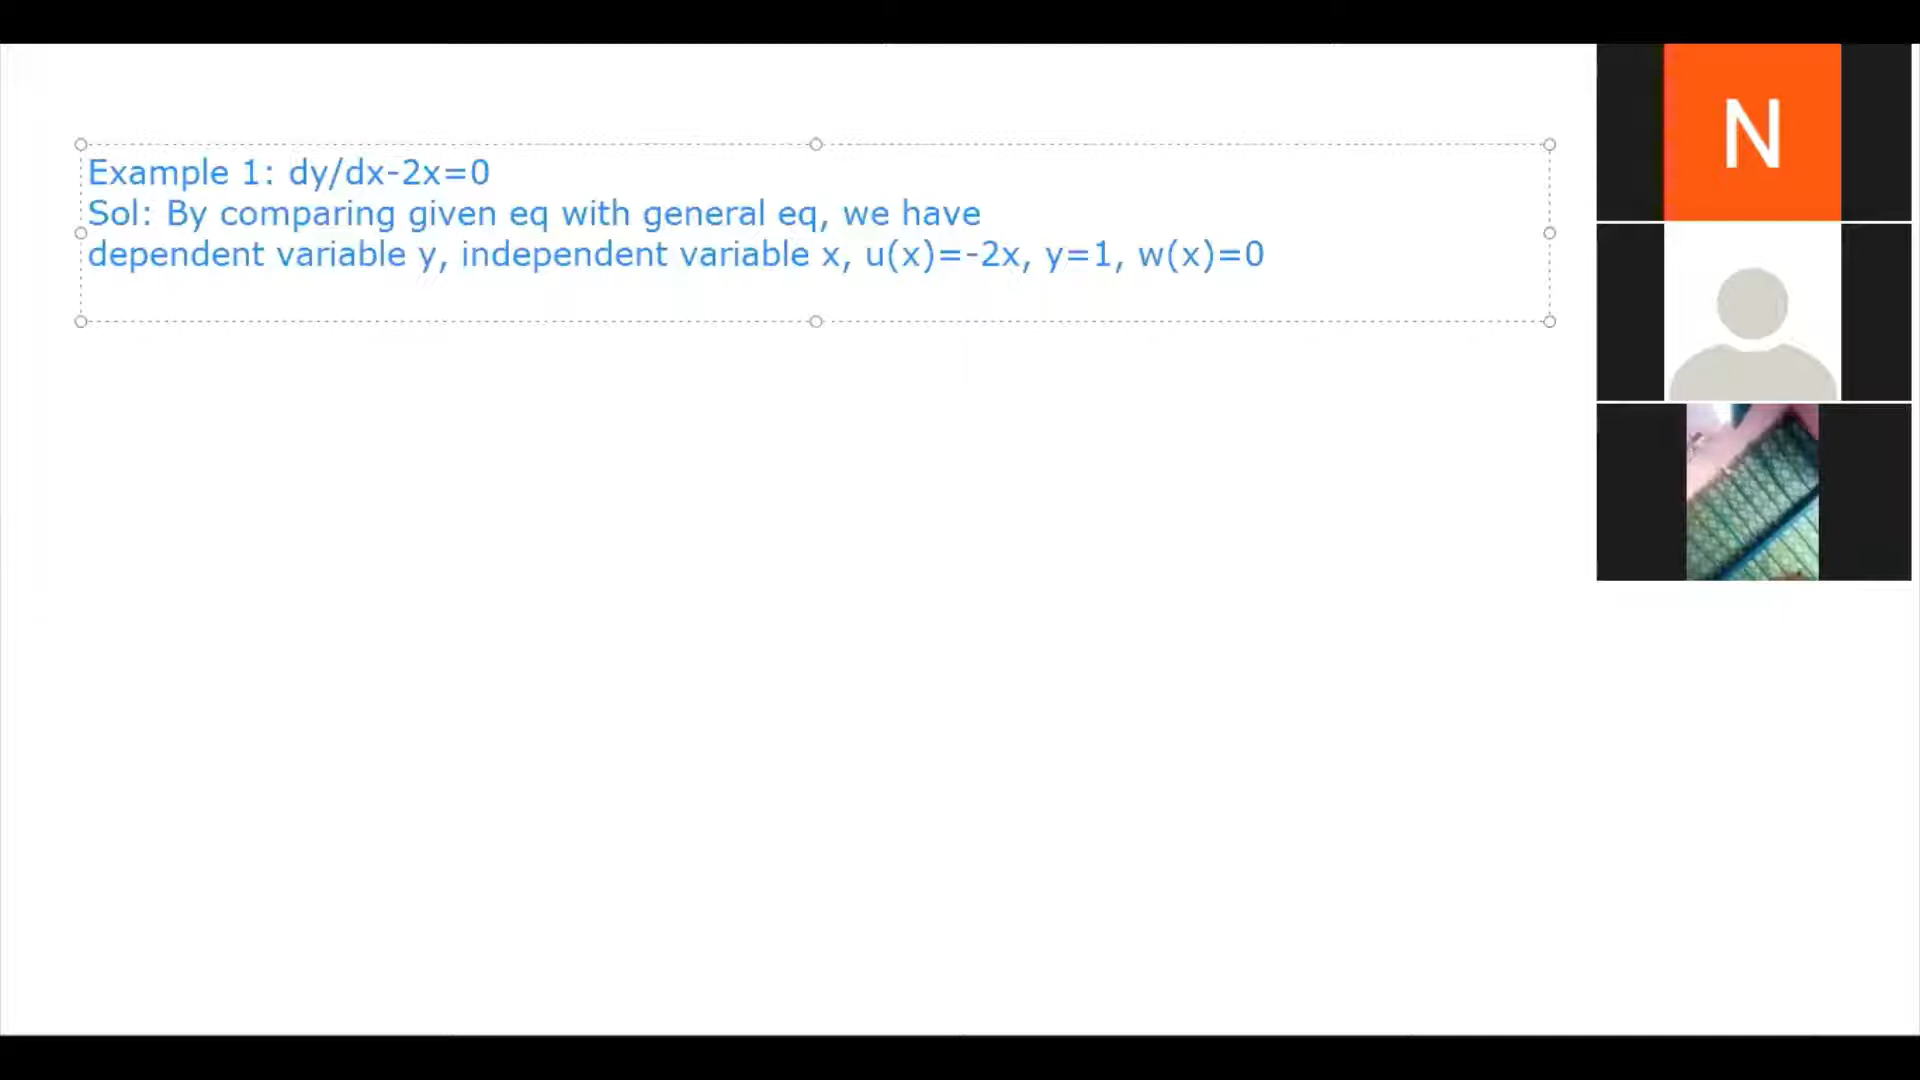 Example 1: dy/dx-2x=0
Sol: By comparing given eq with general eq, we have
dependent variable y, independent variable x, u(x)=-2x, y=1, w(x)=0
N